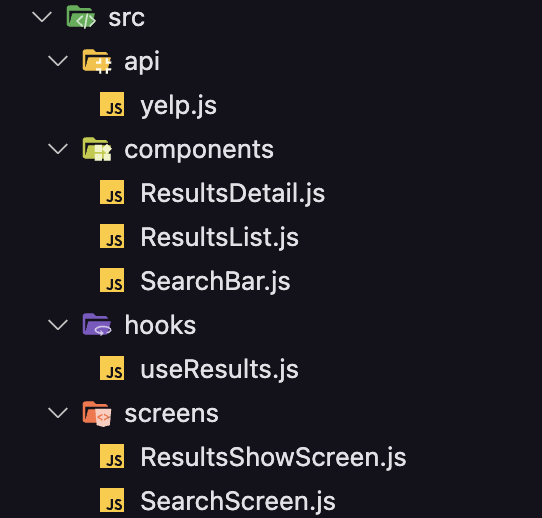 src
api
JS yelp.js
components
JS ResultsDetail.js
JS ResultsList.js
JS SearchBar.js
hooks
JS useResults.js
screens
JS ResultsShowScreen.js
JS SearchScreen.js